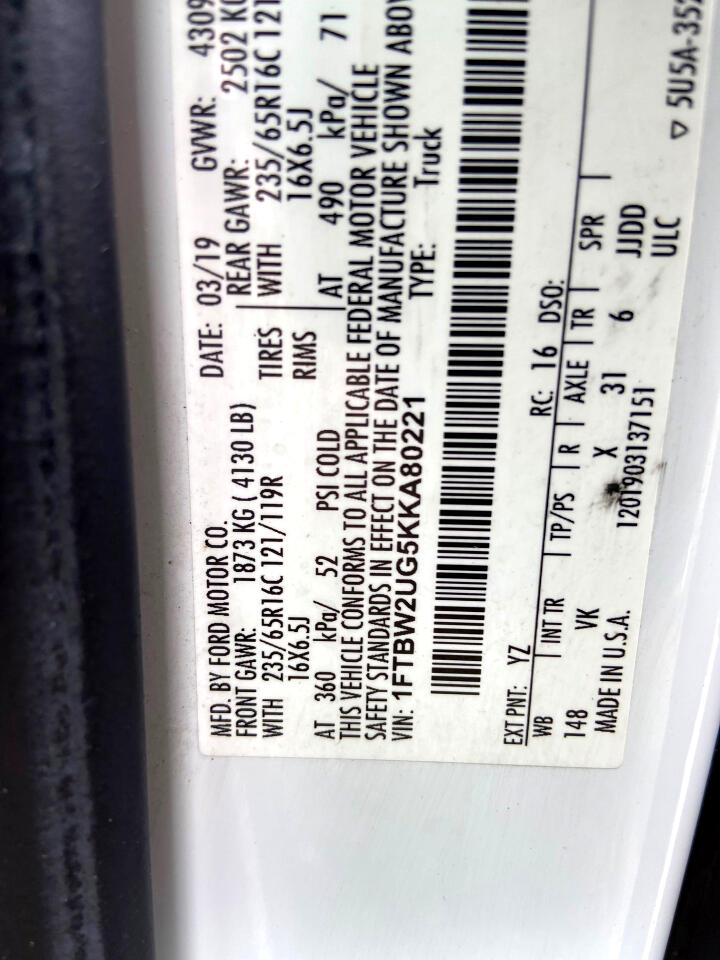 MFD. BY FORD MOTOR CO. DATE: 03/19 GVWR: 4309
FRONT GAWR: 1873 KG ( 4130 LB) REAR GAWR: 2502 KG
WITH 235/65R16C 121/119R TIRES WITH 235/65R16C 121
16X6.5J RIMS 16X6.5J
AT 360 kPa/ 52 PSI COLD AT 490 kPa/ 71
THIS VEHICLE CONFORMS TO ALL APPLICABLE FEDERAL MOTOR VEHICLE
SAFETY STANDARDS IN EFFECT ON THE DATE OF MANUFACTURE SHOWN ABOV
VIN: 1FTBW2UG5KKA80221 TYPE: Truck
EXT PNT: YZ RC: 16 DSO:
WB INT TR TP/PS R AXLE TR SPR
148 VK X 31 6 JJDD
MADE IN U.S.A. 1201903137151 ULC
▽ 5U5A-352